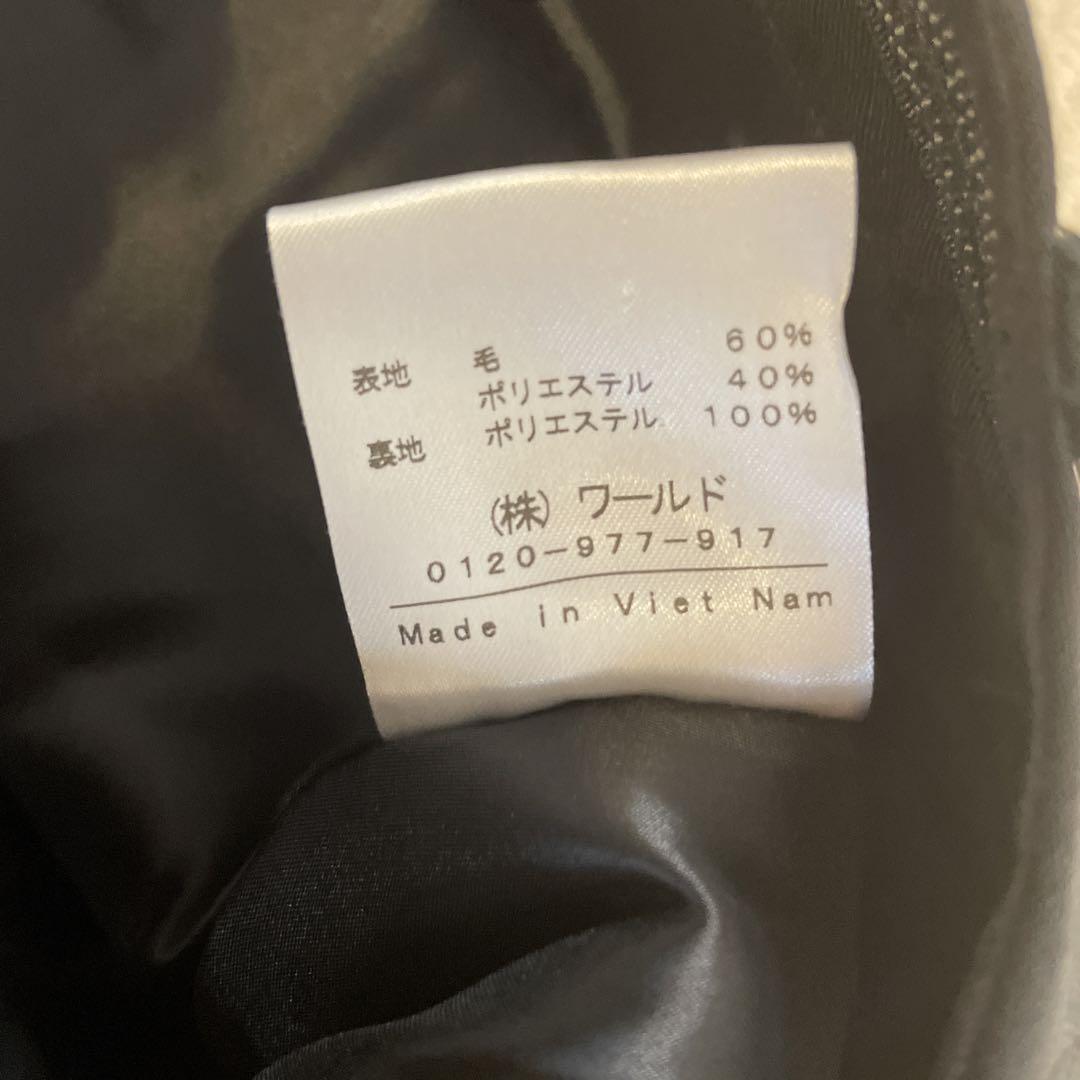 表地 毛 60%
ポリエステル 40%
裏地 ポリエステル 100%
(株) ワールド
0120-977-917
Made in Viet Nam